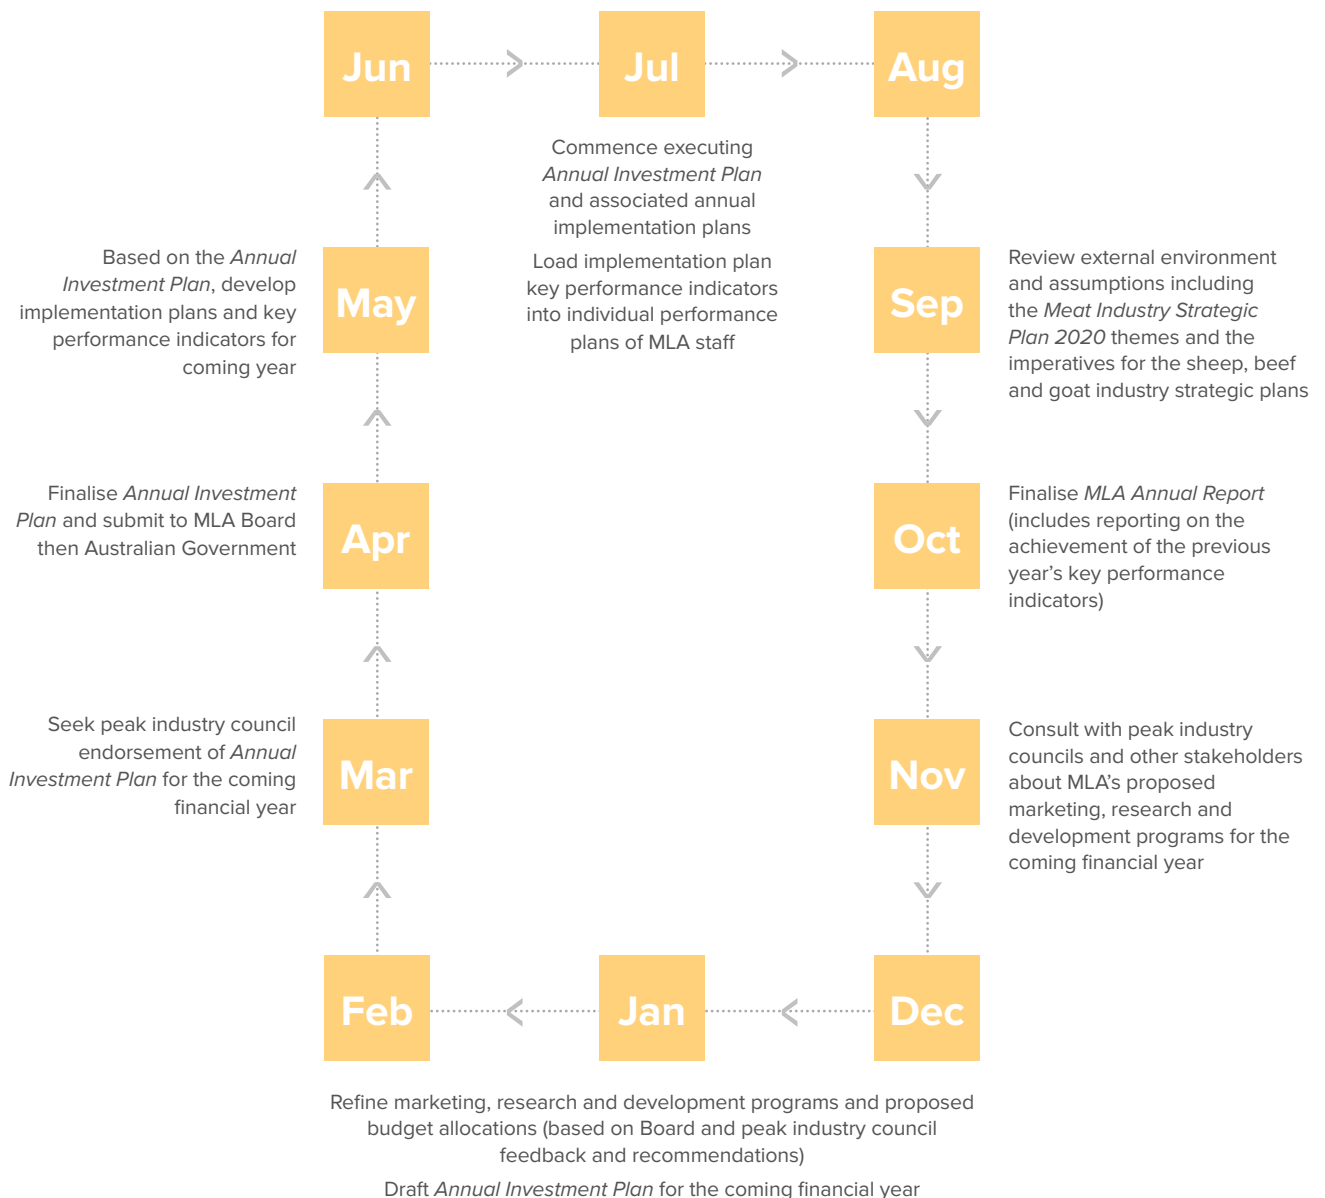 Jun
Jul
Aug
Commence executing
Annual Investment Plan
and associated annual
implementation plans
Load implementation plan
key performance indicators
into individual performance
plans of MLA staff
Based on the Annual
Investment Plan, develop
implementation plans and key
performance indicators for
coming year
May
Sep
Review external environment
and assumptions including
the Meat Industry Strategic
Plan 2020 themes and the
imperatives for the sheep, beef
and goat industry strategic plans
Finalise Annual Investment
Plan and submit to MLA Board
then Australian Government
Apr
Oct
Finalise MLA Annual Report
(includes reporting on the
achievement of the previous
year’s key performance
indicators)
Seek peak industry council
endorsement of Annual
Investment Plan for the coming
financial year
Mar
Nov
Consult with peak industry
councils and other stakeholders
about MLA’s proposed
marketing, research and
development programs for the
coming financial year
Feb
Jan
Dec
Refine marketing, research and development programs and proposed
budget allocations (based on Board and peak industry council
feedback and recommendations)
Draft Annual Investment Plan for the coming financial year